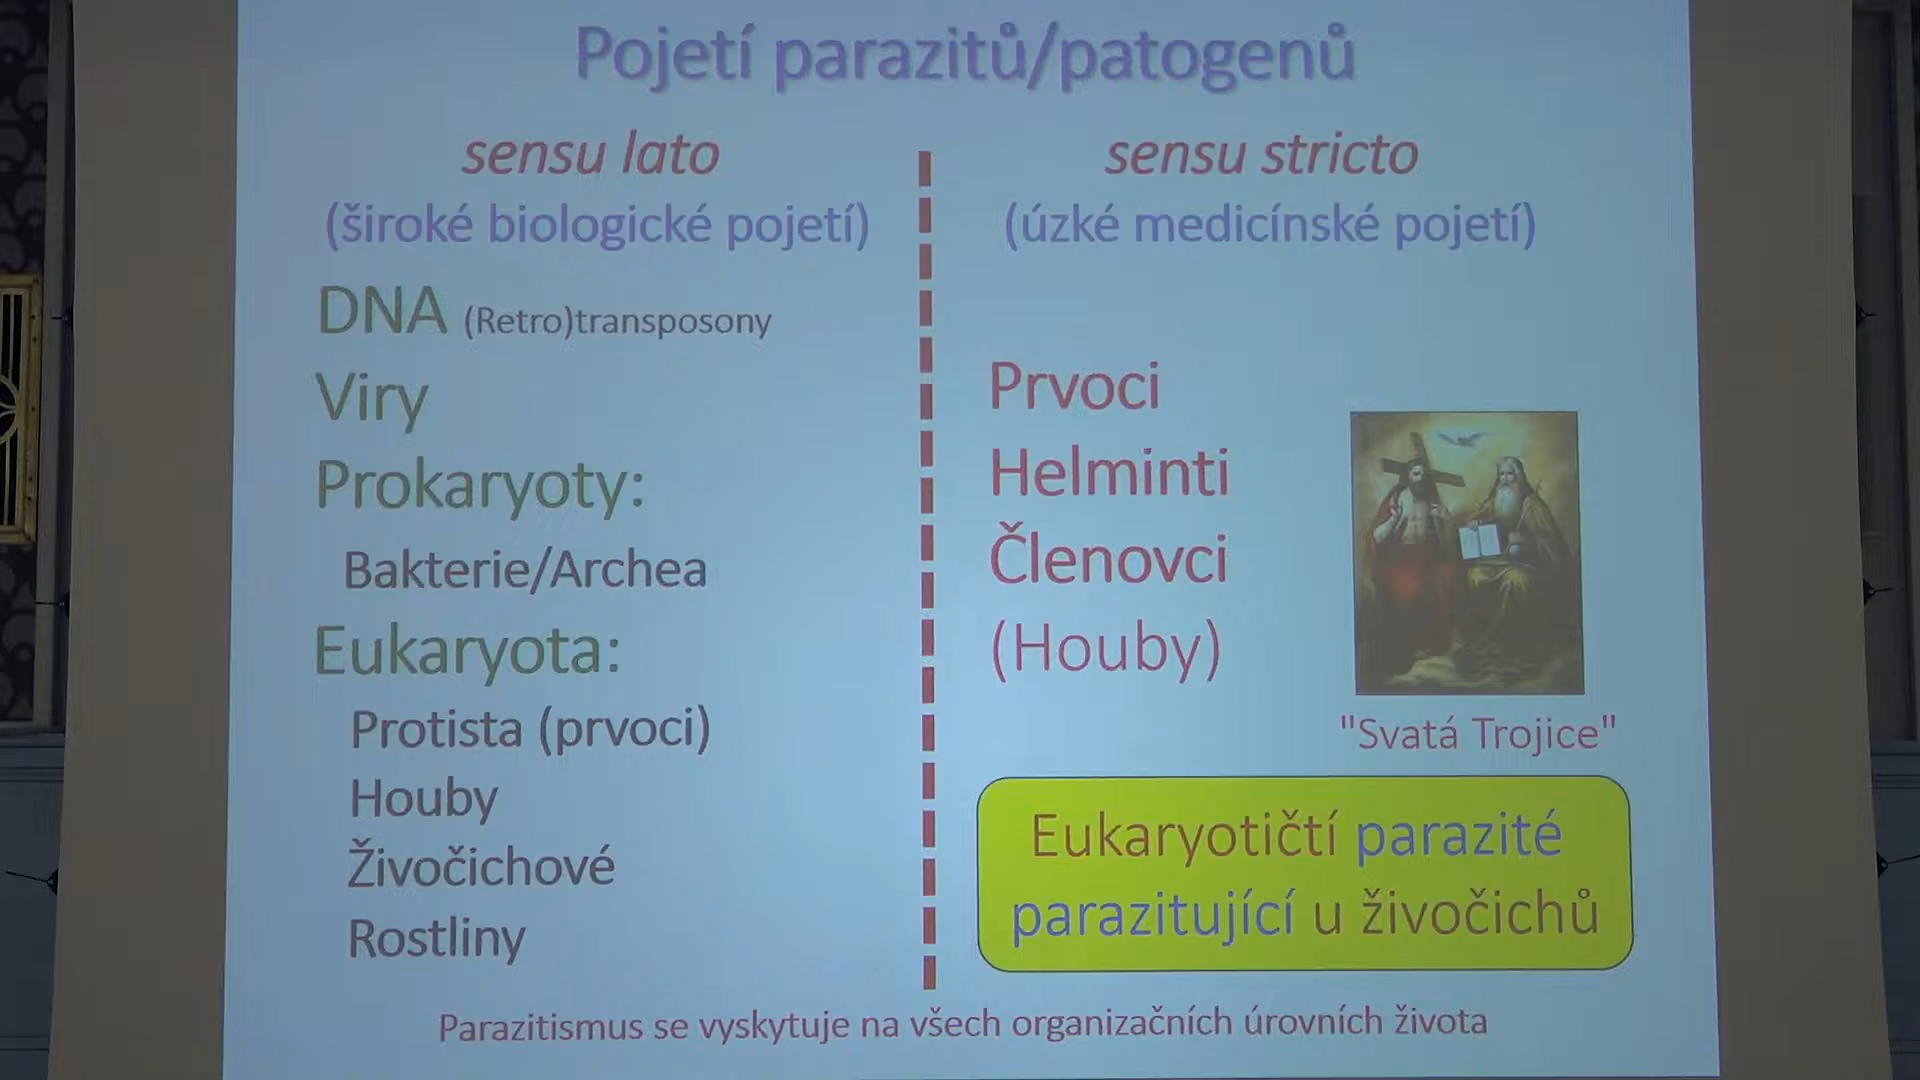 Pojetí parazitů/patogenů
sensu lato
(široké biologické pojetí)
DNA (Retro)transposony
Viry
Prokaryoty:
Bakterie/Archea
Eukaryota:
Protista (prvoci)
Houby
Živočichové
Rostliny
sensu stricto
(úzké medicínské pojetí)
Prvoci
Helminti
Členovci
(Houby)
"Svatá Trojice"
Eukaryotičtí parazité
parazitující u živočichů
Parazitismus se vyskytuje na všech organizačních úrovních života